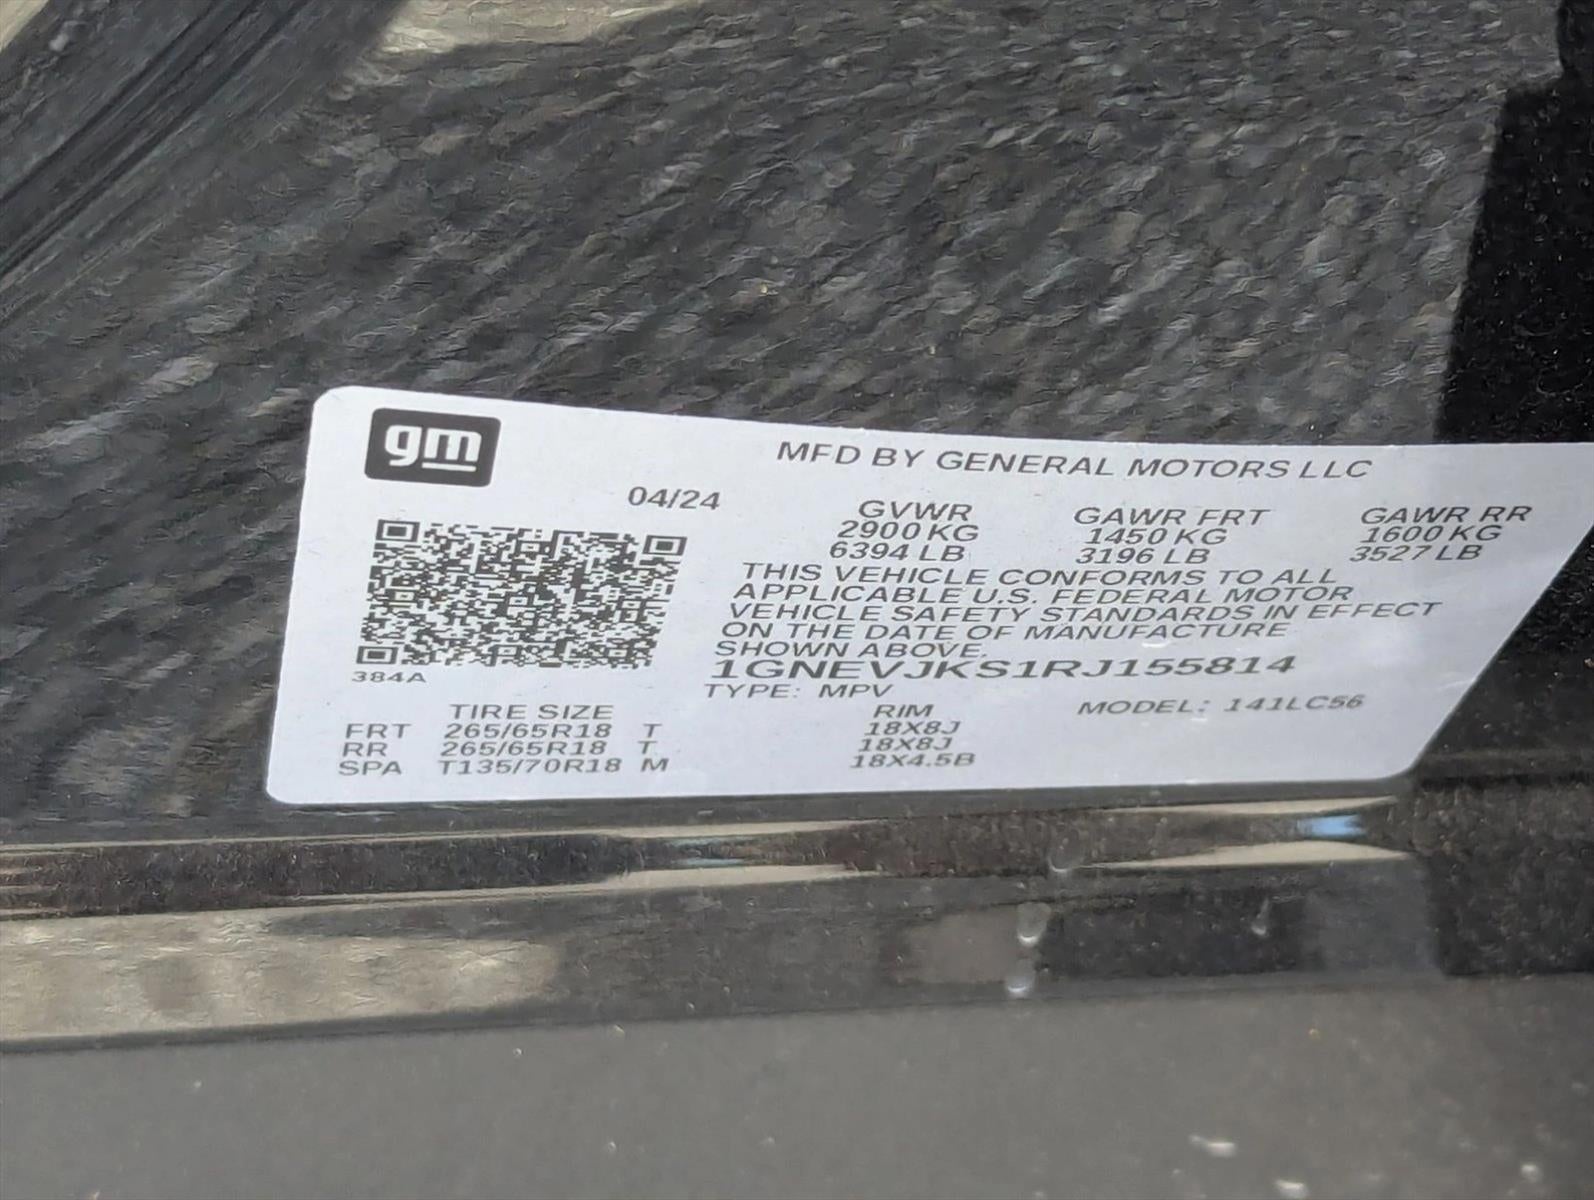 gm
MFD BY GENERAL MOTORS LLC
04/24
GVWR GAWR FRT GAWR RR
2900 KG 1450 KG 1600 KG
6394 LB 3196 LB 3527 LB
THIS VEHICLE CONFORMS TO ALL
APPLICABLE U.S. FEDERAL MOTOR
VEHICLE SAFETY STANDARDS IN EFFECT
ON THE DATE OF MANUFACTURE
SHOWN ABOVE.
384A
1GNEVJKS1RJ155814
TYPE: MPV
MODEL: 141LC56
TIRE SIZE RIM
FRT 265/65R18 T 18X8J
RR 265/65R18 T 18X8J
SPA T135/70R18 M 18X4.5B